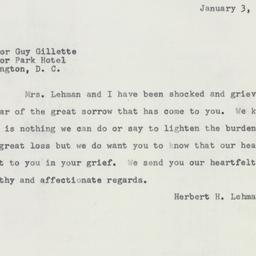 January 3,
or Guy Gillette
or Park Hotel
ngton, D. C.
Mrs. Lehman and I have been shocked and griev
ar of the great sorrow that has come to you. We k
is nothing we can do or say to lighten the burden
great loss but we do want you to know that our hea
t to you in your grief. We send you our heartfelt
thy and affectionate regards.
Herbert H. Lehma